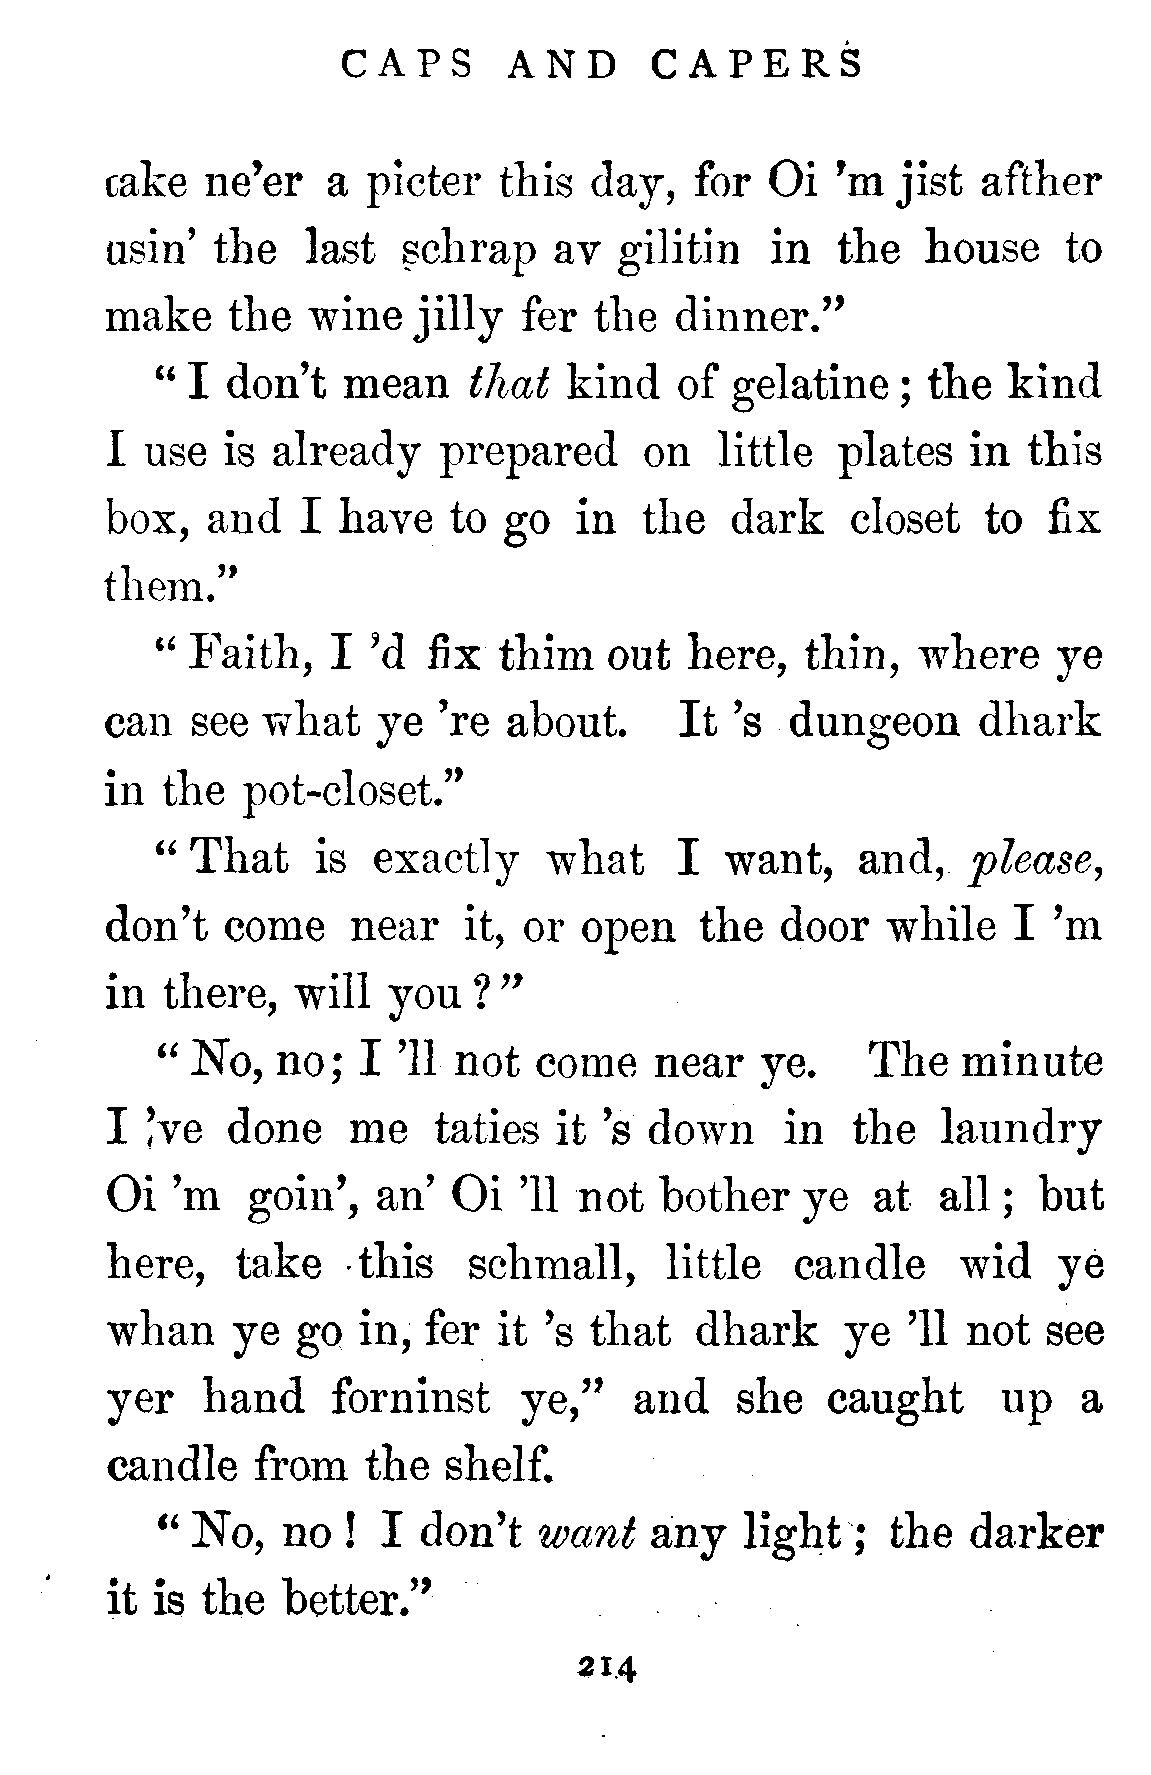 CAPS AND CAPERS
take ne'er a picter this day, for Oi 'm jist afther
usin' the last schrap av gilitin in the house to
make the wine jilly fer the dinner."
" I don't mean that kind of gelatine ; the kind
I use is already prepared on little plates in this
box, and I have to go in the dark closet to fix
them."
" Faith, I 'd fix thim out here, thin, where ye
can see what ye 're about. It 's dungeon dhark
in the pot-closet."
" That is exactly what I want, and, please,
don't come near it, or open the door while I 'm
in there, will you ? "
" No, no ; I 'll not come near ye. The minute
I 've done me taties it 's down in the laundry
Oi 'm goin', an' Oi 'll not bother ye at all ; but
here, take this schmall, little candle wid ye
whan ye go in, fer it 's that dhark ye 'll not see
yer hand forninst ye," and she caught up a
candle from the shelf.
" No, no ! I don't want any light ; the darker
it is the better."
214